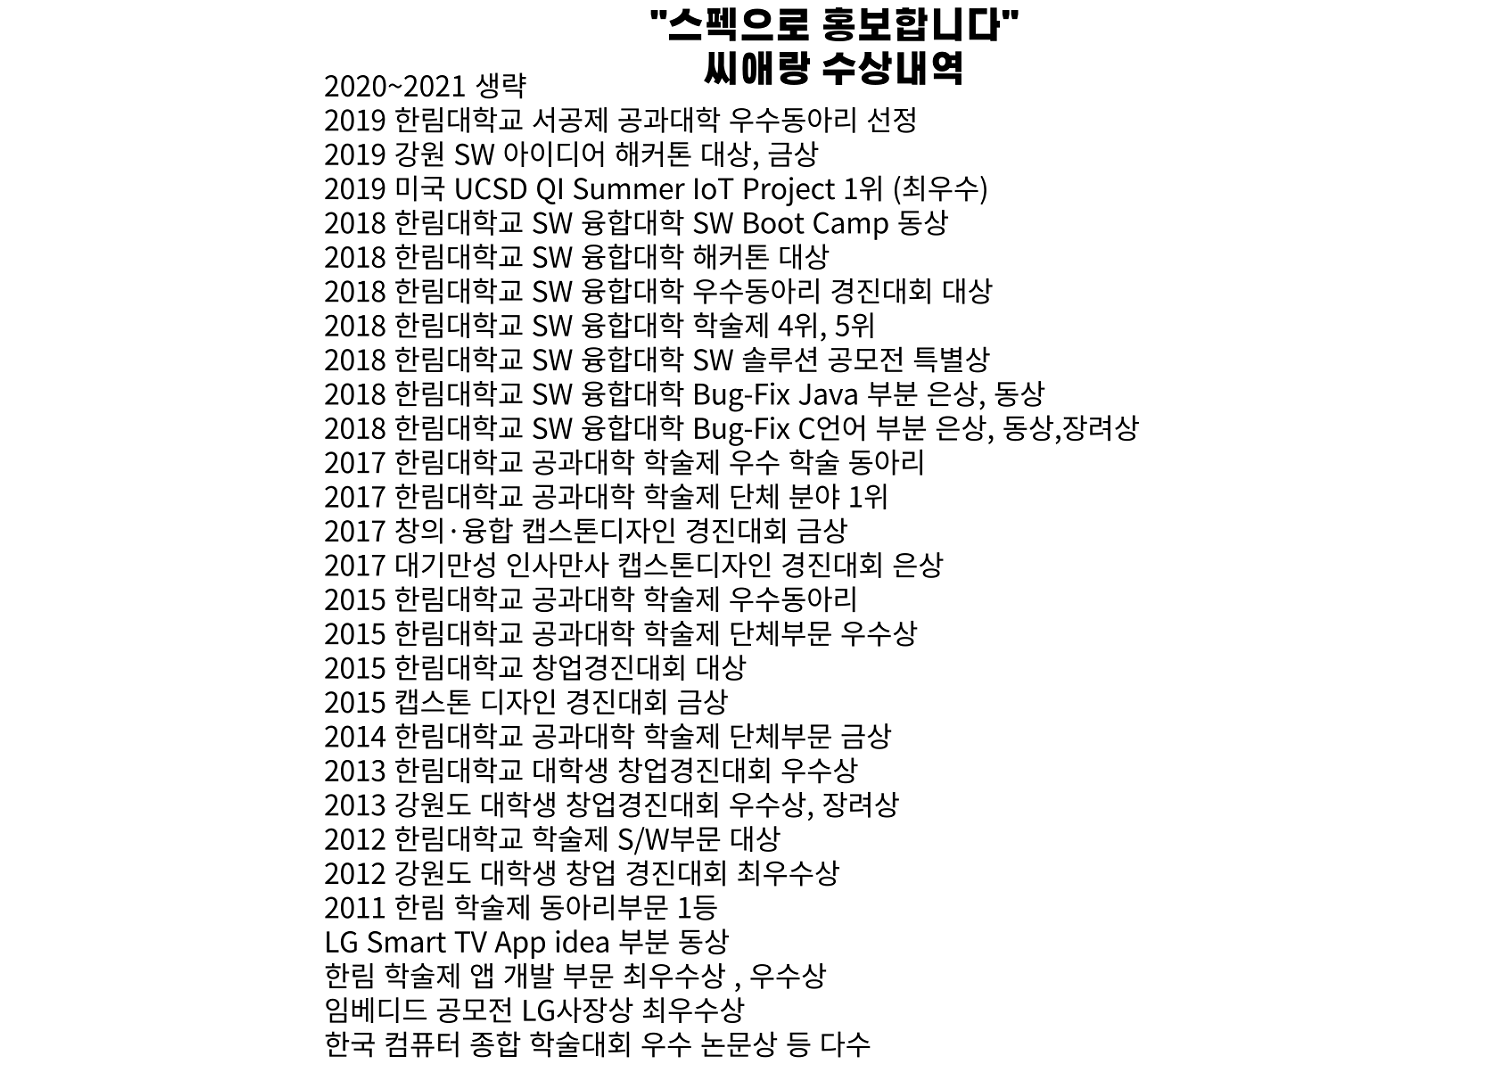 "스펙으로 홍보합니다"
씨애랑 수상내역
2020~2021 생략
2019 한림대학교 서공제 공과대학 우수동아리 선정
2019 강원 SW 아이디어 해커톤 대상, 금상
2019 미국 UCSD QI Summer IoT Project 1위 (최우수)
2018 한림대학교 SW 융합대학 SW Boot Camp 동상
2018 한림대학교 SW 융합대학 해커톤 대상
2018 한림대학교 SW 융합대학 우수동아리 경진대회 대상
2018 한림대학교 SW 융합대학 학술제 4위, 5위
2018 한림대학교 SW 융합대학 SW 솔루션 공모전 특별상
2018 한림대학교 SW 융합대학 Bug-Fix Java 부분 은상, 동상
2018 한림대학교 SW 융합대학 Bug-Fix C언어 부분 은상, 동상,장려상
2017 한림대학교 공과대학 학술제 우수 학술 동아리
2017 한림대학교 공과대학 학술제 단체 분야 1위
2017 창의·융합 캡스톤디자인 경진대회 금상
2017 대기만성 인사만사 캡스톤디자인 경진대회 은상
2015 한림대학교 공과대학 학술제 우수동아리
2015 한림대학교 공과대학 학술제 단체부문 우수상
2015 한림대학교 창업경진대회 대상
2015 캡스톤 디자인 경진대회 금상
2014 한림대학교 공과대학 학술제 단체부문 금상
2013 한림대학교 대학생 창업경진대회 우수상
2013 강원도 대학생 창업경진대회 우수상, 장려상
2012 한림대학교 학술제 S/W부문 대상
2012 강원도 대학생 창업 경진대회 최우수상
2011 한림 학술제 동아리부문 1등
LG Smart TV App idea 부분 동상
한림 학술제 앱 개발 부문 최우수상 , 우수상
임베디드 공모전 LG사장상 최우수상
한국 컴퓨터 종합 학술대회 우수 논문상 등 다수